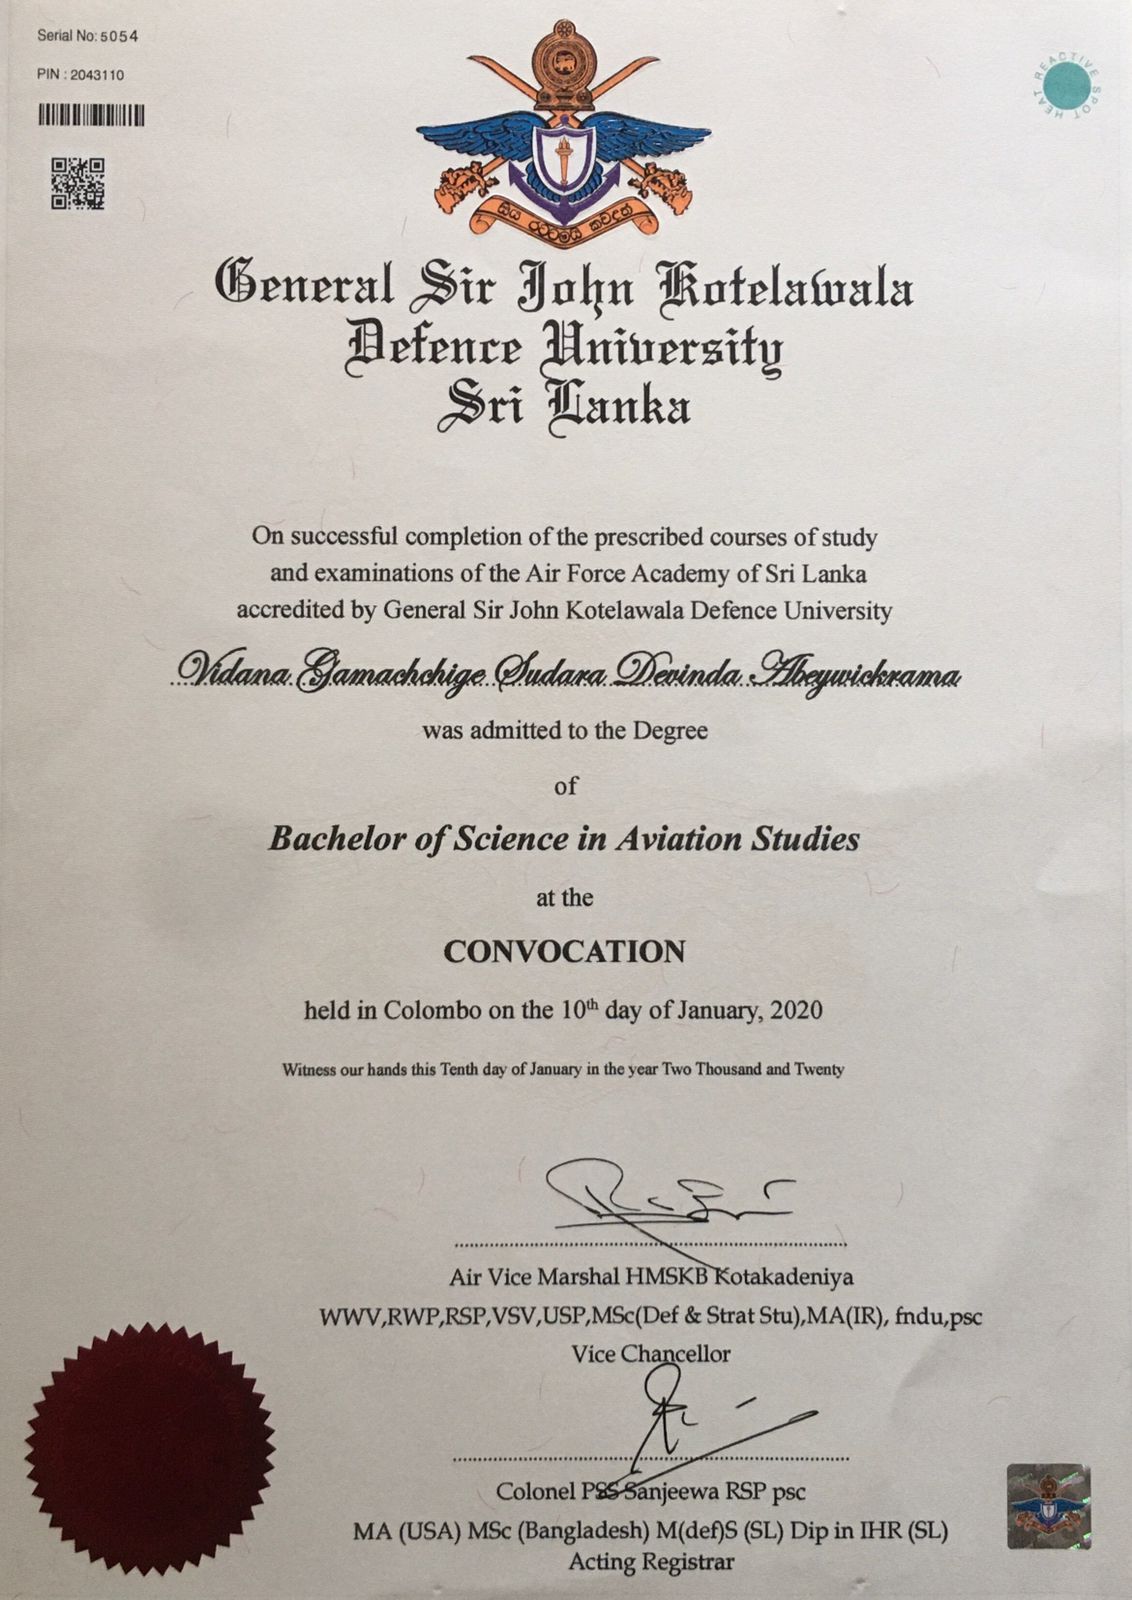 Serial No: 5054
PIN : 2043110
HEAT REACTIVE SPOT
සිය රටටමයි කවදත්
General Sir John Kotelawala
Defence University
Sri Lanka
On successful completion of the prescribed courses of study
and examinations of the Air Force Academy of Sri Lanka
accredited by General Sir John Kotelawala Defence University
Vidana Gamachchige Sudara Devinda Abeywickrama
was admitted to the Degree
of
Bachelor of Science in Aviation Studies
at the
CONVOCATION
held in Colombo on the 10th day of January, 2020
Witness our hands this Tenth day of January in the year Two Thousand and Twenty
Air Vice Marshal HMSKB Kotakadeniya
WWV,RWP,RSP,VSV,USP,MSc(Def & Strat Stu),MA(IR), fndu,psc
Vice Chancellor
Colonel PSS Sanjeewa RSP psc
MA (USA) MSc (Bangladesh) M(def)S (SL) Dip in IHR (SL)
Acting Registrar